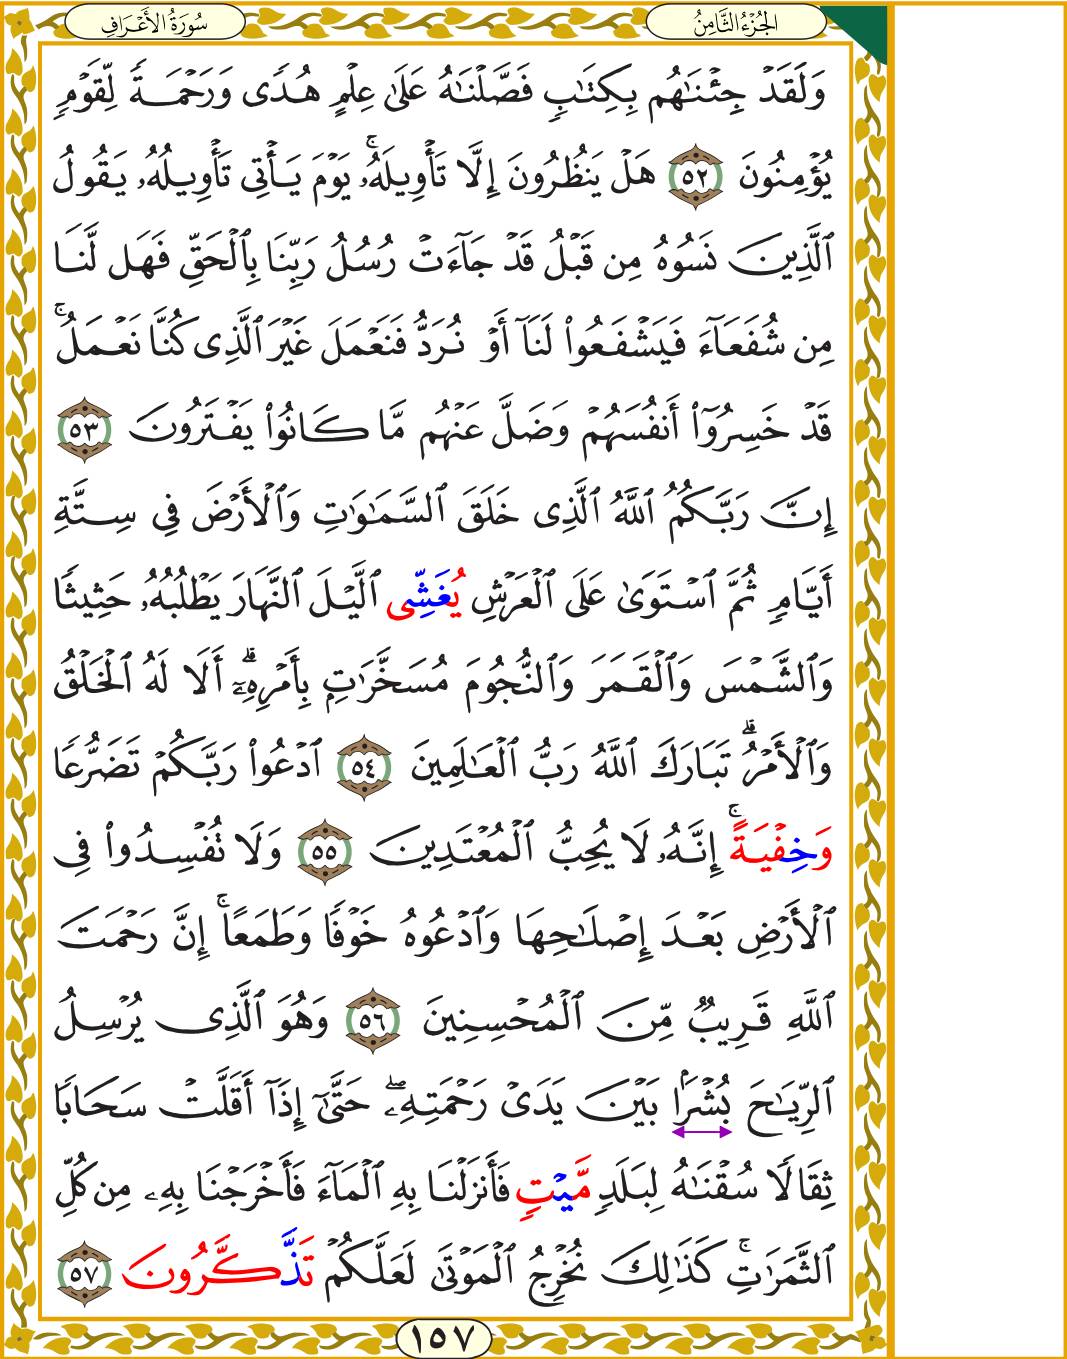 الجُزْءُ الثَّامِنُ
سُورَةُ الأَعْرَافِ
وَلَقَدْ جِئْنَٰهُم بِكِتَٰبٍ فَصَّلْنَٰهُ عَلَىٰ عِلْمٍ هُدًى وَرَحْمَةً لِّقَوْمٍ
يُؤْمِنُونَ ٥٢ هَلْ يَنظُرُونَ إِلَّا تَأْوِيلَهُۥۚ يَوْمَ يَأْتِى تَأْوِيلُهُۥ يَقُولُ
ٱلَّذِينَ نَسُوهُ مِن قَبْلُ قَدْ جَآءَتْ رُسُلُ رَبِّنَا بِٱلْحَقِّ فَهَل لَّنَا
مِن شُفَعَآءَ فَيَشْفَعُوا۟ لَنَآ أَوْ نُرَدُّ فَنَعْمَلَ غَيْرَ ٱلَّذِى كُنَّا نَعْمَلُۚ
قَدْ خَسِرُوٓا۟ أَنفُسَهُمْ وَضَلَّ عَنْهُم مَّا كَانُوا۟ يَفْتَرُونَ ٥٣
إِنَّ رَبَّكُمُ ٱللَّهُ ٱلَّذِى خَلَقَ ٱلسَّمَٰوَٰتِ وَٱلْأَرْضَ فِى سِتَّةِ
أَيَّامٍ ثُمَّ ٱسْتَوَىٰ عَلَى ٱلْعَرْشِ يُغَشِّى ٱلَّيْلَ ٱلنَّهَارَ يَطْلُبُهُۥ حَثِيثًا
وَٱلشَّمْسَ وَٱلْقَمَرَ وَٱلنُّجُومَ مُسَخَّرَٰتٍۭ بِأَمْرِهِۦٓۗ أَلَا لَهُ ٱلْخَلْقُ
وَٱلْأَمْرُۗ تَبَارَكَ ٱللَّهُ رَبُّ ٱلْعَٰلَمِينَ ٥٤ ٱدْعُوا۟ رَبَّكُمْ تَضَرُّعًا
وَخِفْيَةًۚ إِنَّهُۥ لَا يُحِبُّ ٱلْمُعْتَدِينَ ٥٥ وَلَا تُفْسِدُوا۟ فِى
ٱلْأَرْضِ بَعْدَ إِصْلَٰحِهَا وَٱدْعُوهُ خَوْفًا وَطَمَعًاۚ إِنَّ رَحْمَتَ
ٱللَّهِ قَرِيبٌ مِّنَ ٱلْمُحْسِنِينَ ٥٦ وَهُوَ ٱلَّذِى يُرْسِلُ
ٱلرِّيَٰحَ بُشْرًۢا بَيْنَ يَدَىْ رَحْمَتِهِۦۖ حَتَّىٰٓ إِذَآ أَقَلَّتْ سَحَابًا
ثِقَالًا سُقْنَٰهُ لِبَلَدٍ مَّيْتٍ فَأَنزَلْنَا بِهِ ٱلْمَآءَ فَأَخْرَجْنَا بِهِۦ مِن كُلِّ
ٱلثَّمَرَٰتِۚ كَذَٰلِكَ نُخْرِجُ ٱلْمَوْتَىٰ لَعَلَّكُمْ تَذَّكَّرُونَ ٥٧
١٥٧